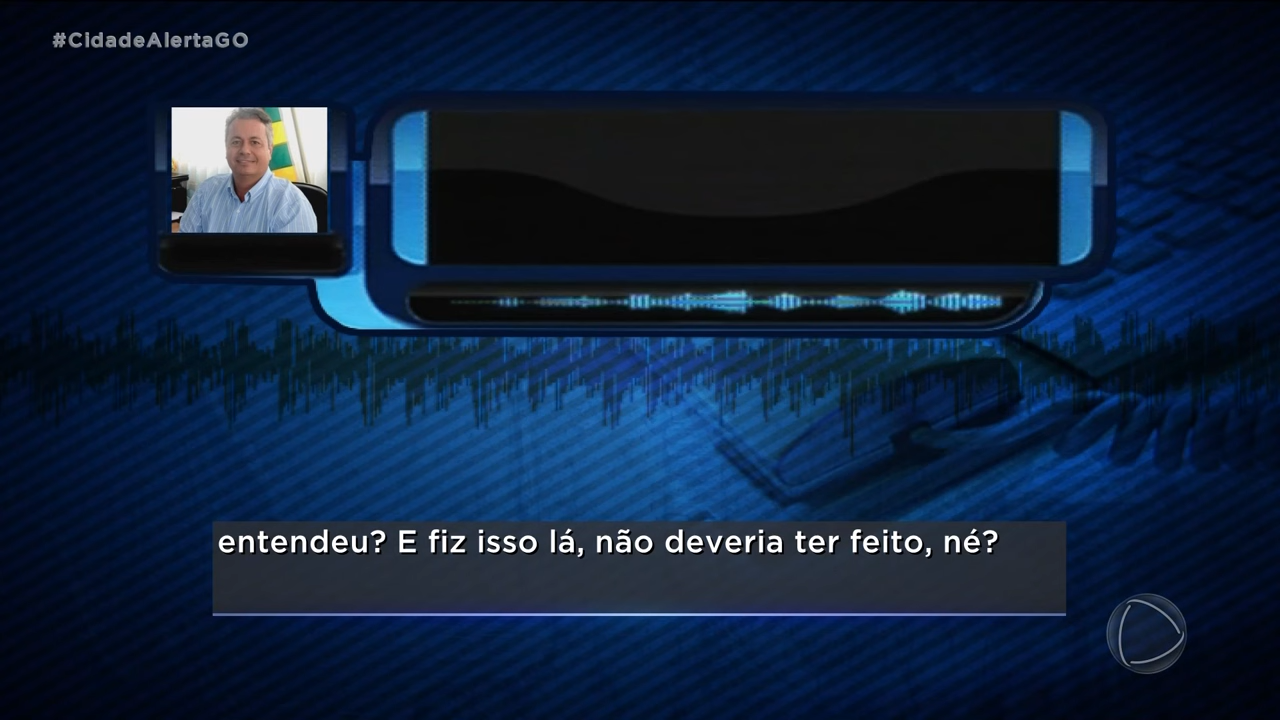 #CidadeAlertaGO
entendeu? E fiz isso lá, não deveria ter feito, né?